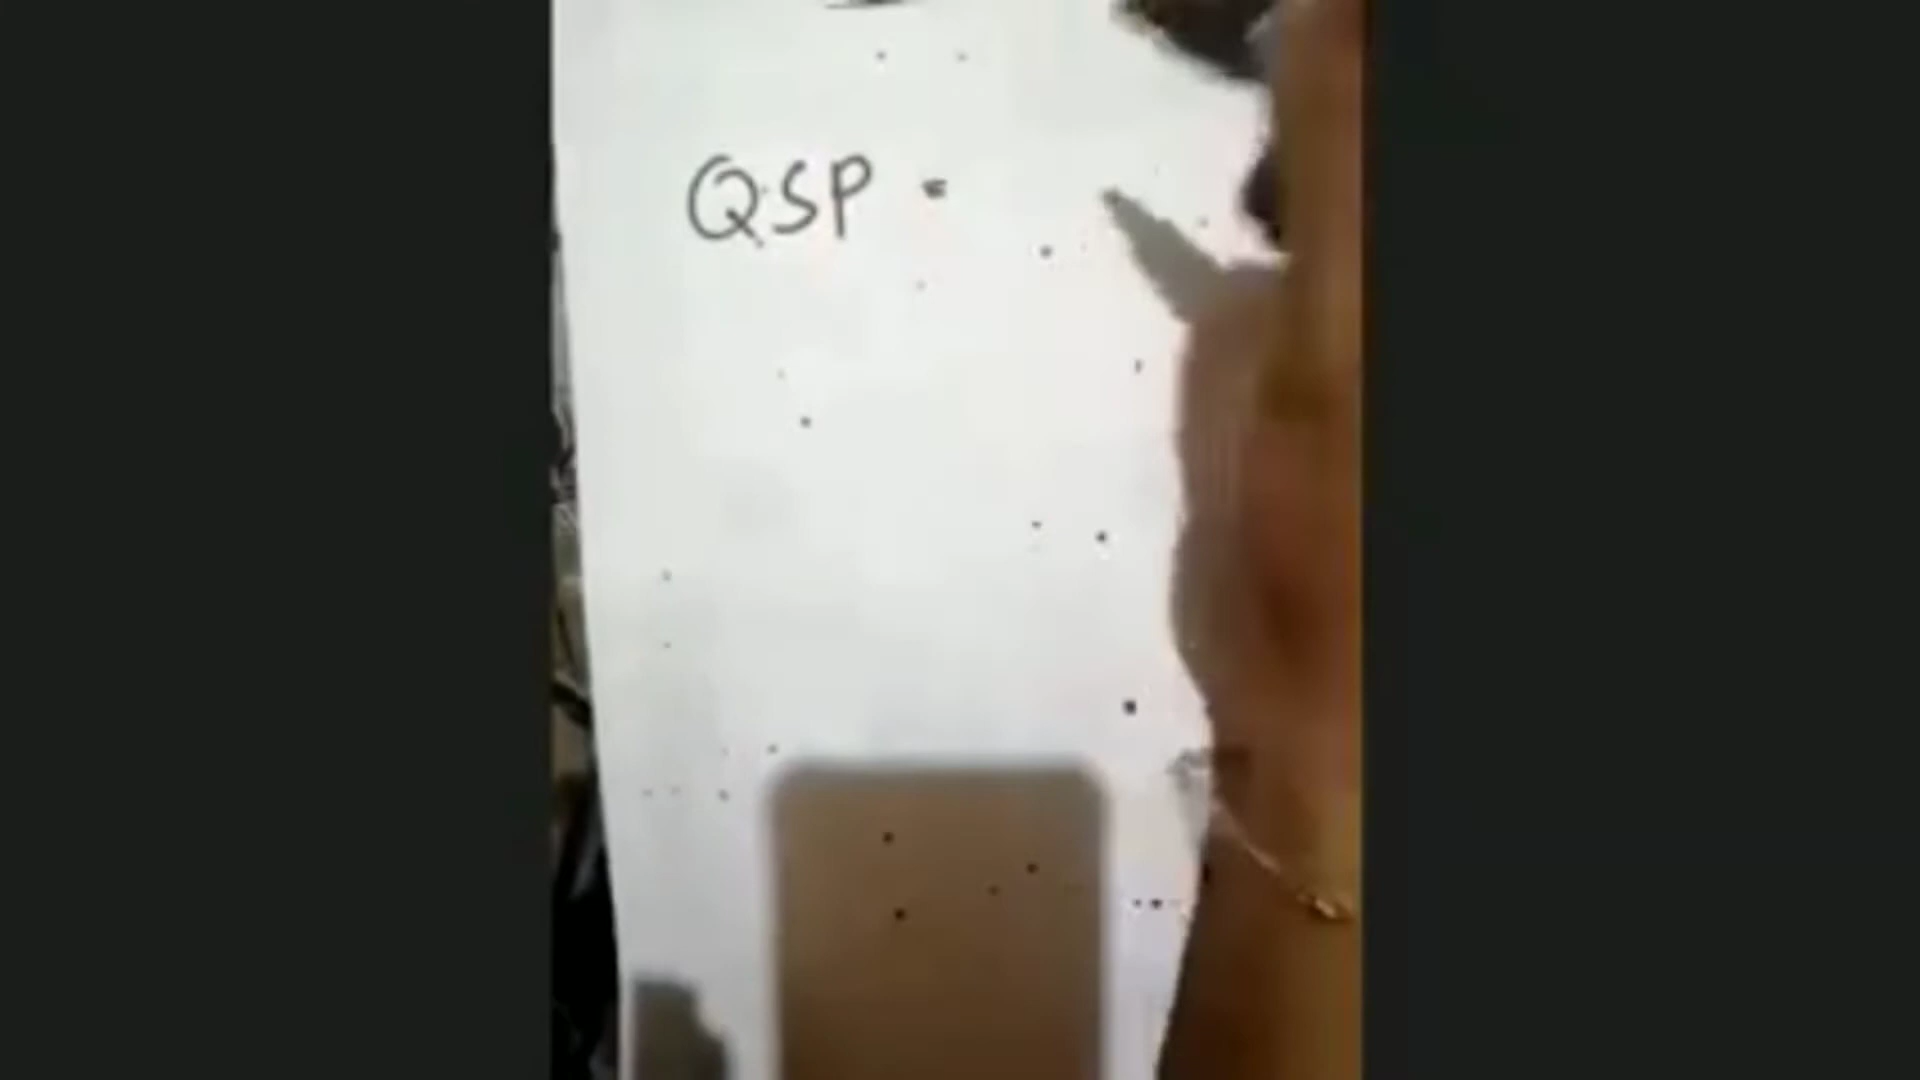 QSP =